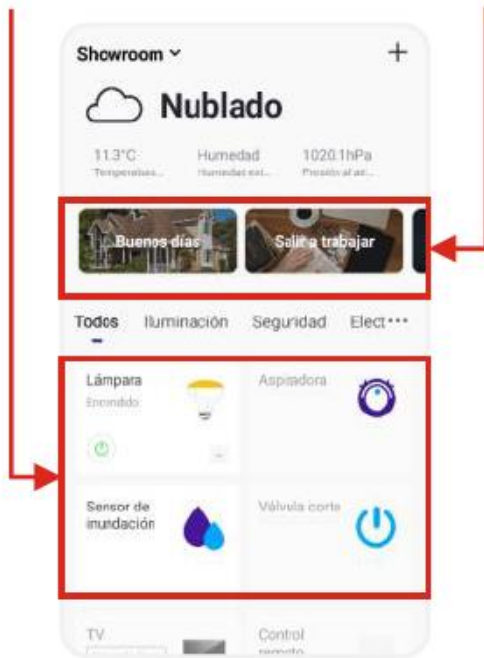 Showroom
Nublado
11.3°C Humedad 1020.1hPa
Buenos días Salir a trabajar
Todos Iluminación Seguridad Elect•••
Lámpara Aspiradora
Encendido
Sensor de inundación Válvula corte
TV Control
remoto